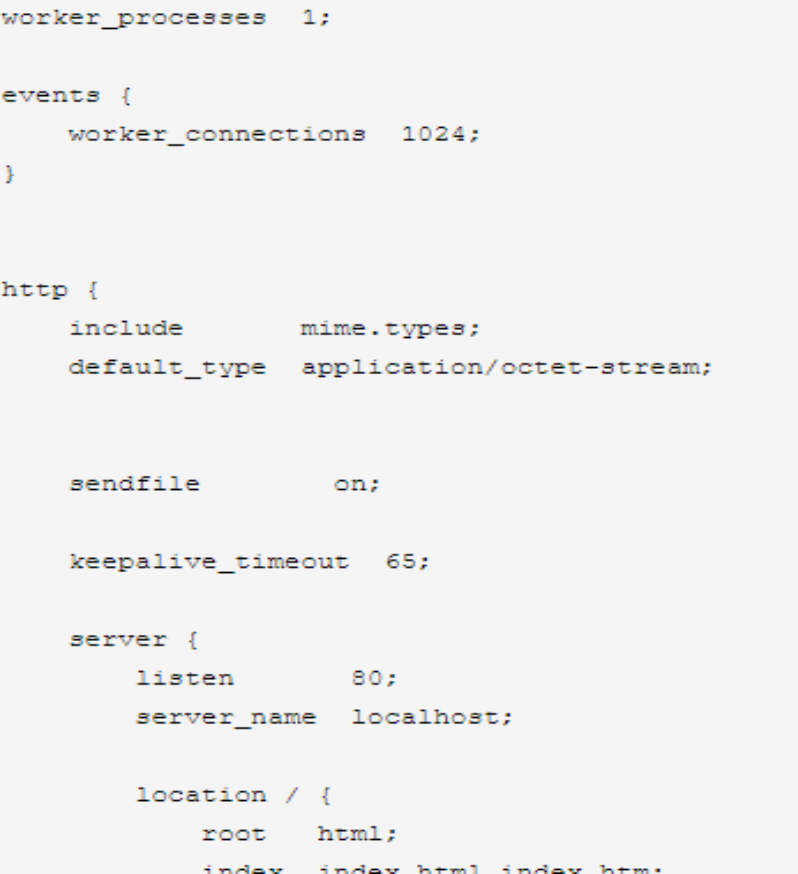 worker_processes  1;
events {
    worker_connections  1024;
}
http {
    include       mime.types;
    default_type  application/octet-stream;
    sendfile        on;
    keepalive_timeout  65;
    server {
        listen       80;
        server_name  localhost;
        location / {
            root   html;
            index  index.html index.htm;